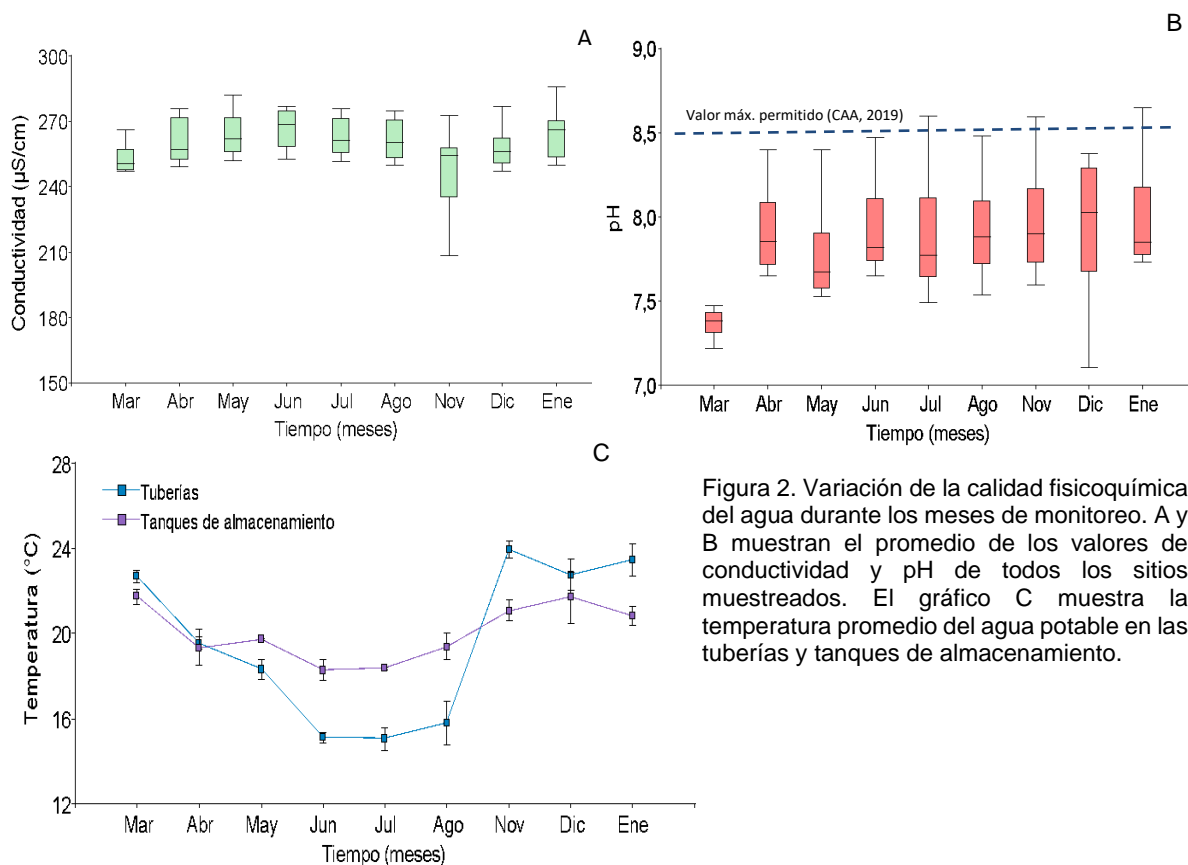 A
Conductividad (µS/cm)
300
270
240
210
180
150
Mar Abr May Jun Jul Ago Nov Dic Ene
Tiempo (meses)
B
pH
9,0
8,5
8,0
7,5
7,0
Valor máx. permitido (CAA, 2019)
Mar Abr May Jun Jul Ago Nov Dic Ene
Tiempo (meses)
C
Temperatura (°C)
28
24
20
16
12
Tuberías
Tanques de almacenamiento
Mar Abr May Jun Jul Ago Nov Dic Ene
Tiempo (meses)
Figura 2. Variación de la calidad fisicoquímica
del agua durante los meses de monitoreo. A y
B muestran el promedio de los valores de
conductividad y pH de todos los sitios
muestreados. El gráfico C muestra la
temperatura promedio del agua potable en las
tuberías y tanques de almacenamiento.